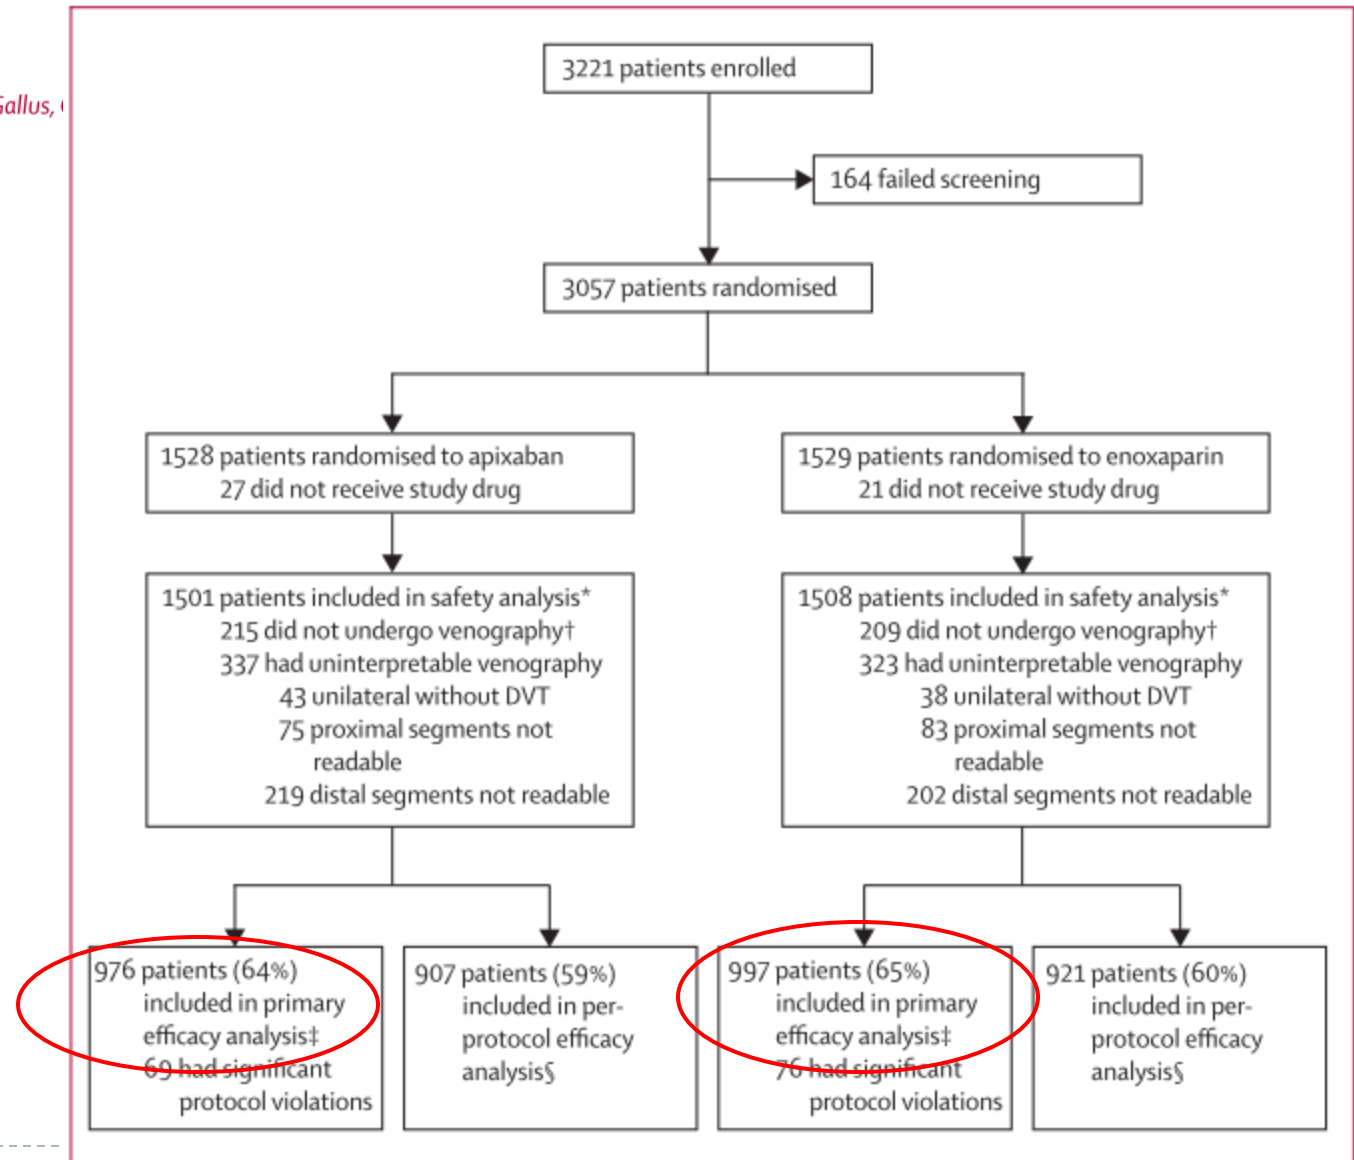 Gallus,
3221 patients enrolled
164 failed screening
3057 patients randomised
1528 patients randomised to apixaban
27 did not receive study drug
1529 patients randomised to enoxaparin
21 did not receive study drug
1501 patients included in safety analysis*
215 did not undergo venography†
337 had uninterpretable venography
43 unilateral without DVT
75 proximal segments not
readable
219 distal segments not readable
1508 patients included in safety analysis*
209 did not undergo venography†
323 had uninterpretable venography
38 unilateral without DVT
83 proximal segments not
readable
202 distal segments not readable
976 patients (64%)
included in primary
efficacy analysis‡
69 had significant
protocol violations
907 patients (59%)
included in per-
protocol efficacy
analysis§
997 patients (65%)
included in primary
efficacy analysis‡
76 had significant
protocol violations
921 patients (60%)
included in per-
protocol efficacy
analysis§